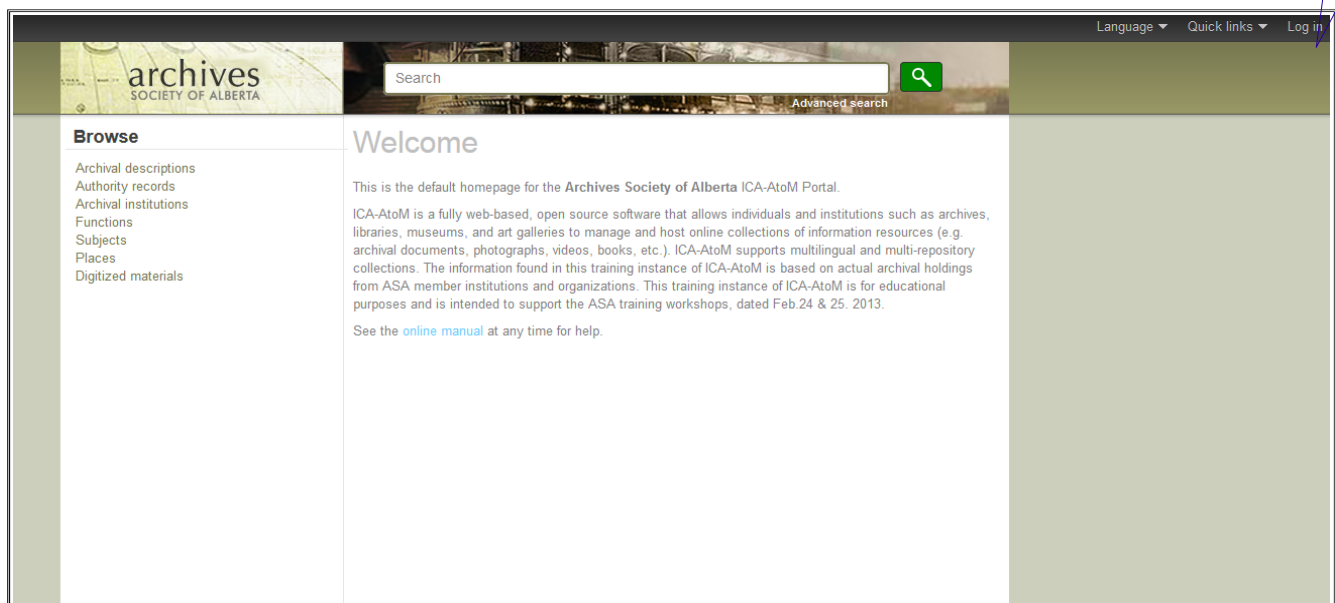 Language Quick links Log in
archives
SOCIETY OF ALBERTA
Search
Advanced search
Browse
Archival descriptions
Authority records
Archival institutions
Functions
Subjects
Places
Digitized materials
Welcome
This is the default homepage for the Archives Society of Alberta ICA-AtoM Portal.
ICA-AtoM is a fully web-based, open source software that allows individuals and institutions such as archives,
libraries, museums, and art galleries to manage and host online collections of information resources (e.g.
archival documents, photographs, videos, books, etc.). ICA-AtoM supports multilingual and multi-repository
collections. The information found in this training instance of ICA-AtoM is based on actual archival holdings
from ASA member institutions and organizations. This training instance of ICA-AtoM is for educational
purposes and is intended to support the ASA training workshops, dated Feb.24 & 25. 2013.
See the online manual at any time for help.